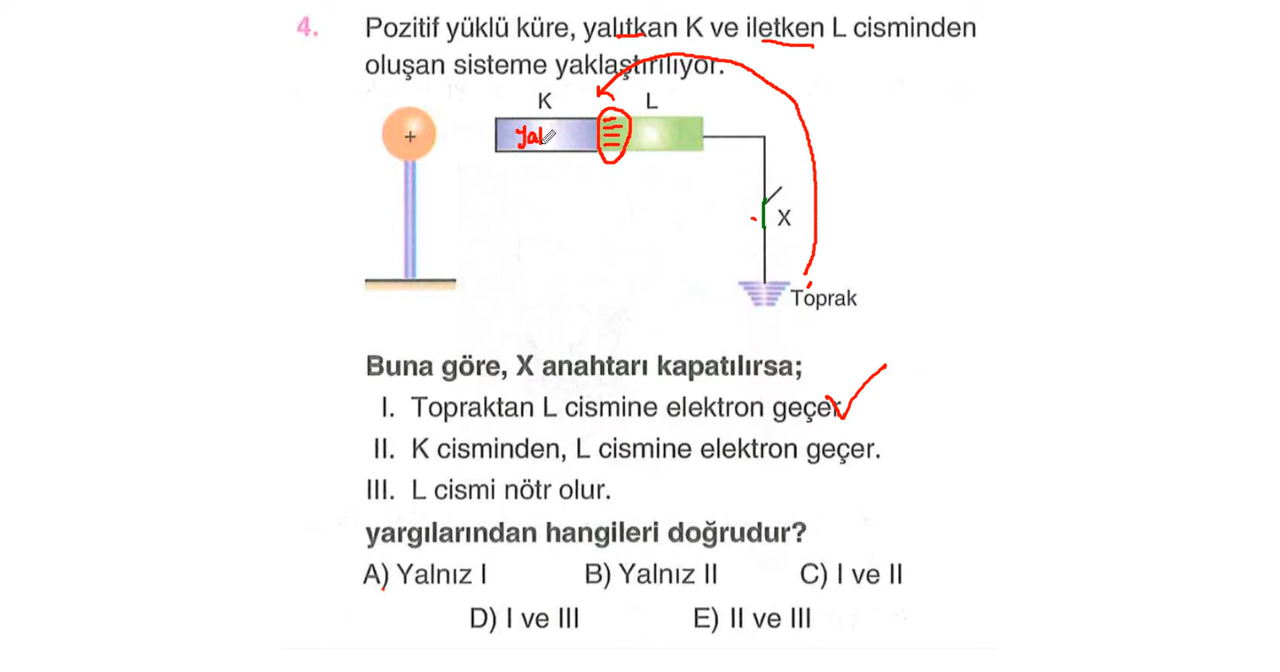 4. Pozitif yüklü küre, yalıtkan K ve iletken L cisminden
oluşan sisteme yaklaştırılıyor.
K L
+ yal
X
Toprak
Buna göre, X anahtarı kapatılırsa;
I. Topraktan L cismine elektron geçer.
II. K cisminden, L cismine elektron geçer.
III. L cismi nötr olur.
yargılarından hangileri doğrudur?
A) Yalnız I B) Yalnız II C) I ve II
D) I ve III E) II ve III